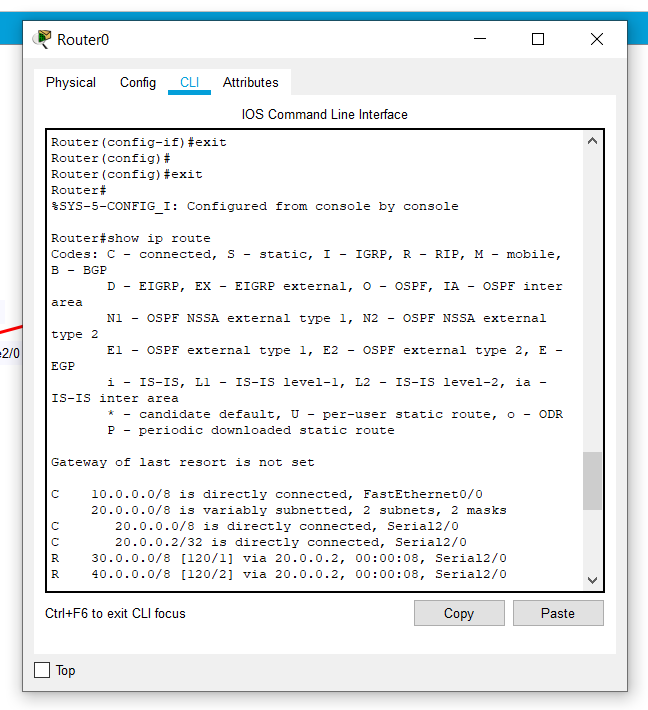 Router0
Physical Config CLI Attributes
IOS Command Line Interface
Router(config-if)#exit
Router(config)#
Router(config)#exit
Router#
%SYS-5-CONFIG_I: Configured from console by console
Router#show ip route
Codes: C - connected, S - static, I - IGRP, R - RIP, M - mobile,
B - BGP
D - EIGRP, EX - EIGRP external, O - OSPF, IA - OSPF inter
area
N1 - OSPF NSSA external type 1, N2 - OSPF NSSA external
type 2
E1 - OSPF external type 1, E2 - OSPF external type 2, E -
EGP
i - IS-IS, L1 - IS-IS level-1, L2 - IS-IS level-2, ia -
IS-IS inter area
* - candidate default, U - per-user static route, o - ODR
P - periodic downloaded static route
Gateway of last resort is not set
C 10.0.0.0/8 is directly connected, FastEthernet0/0
20.0.0.0/8 is variably subnetted, 2 subnets, 2 masks
C 20.0.0.0/8 is directly connected, Serial2/0
C 20.0.0.2/32 is directly connected, Serial2/0
R 30.0.0.0/8 [120/1] via 20.0.0.2, 00:00:08, Serial2/0
R 40.0.0.0/8 [120/2] via 20.0.0.2, 00:00:08, Serial2/0
Ctrl+F6 to exit CLI focus
Copy Paste
Top
2/0